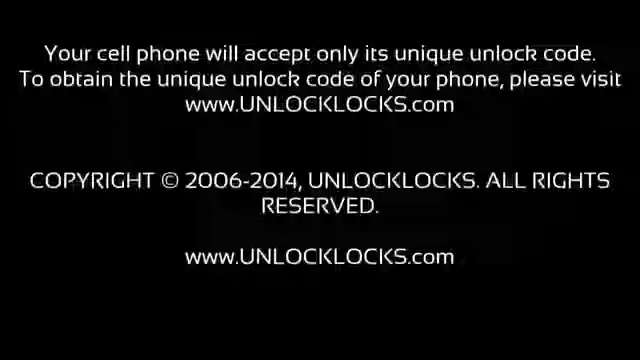 Your cell phone will accept only its unique unlock code.
To obtain the unique unlock code of your phone, please visit
www.UNLOCKLOCKS.com
COPYRIGHT © 2006-2014, UNLOCKLOCKS. ALL RIGHTS
RESERVED.
www.UNLOCKLOCKS.com